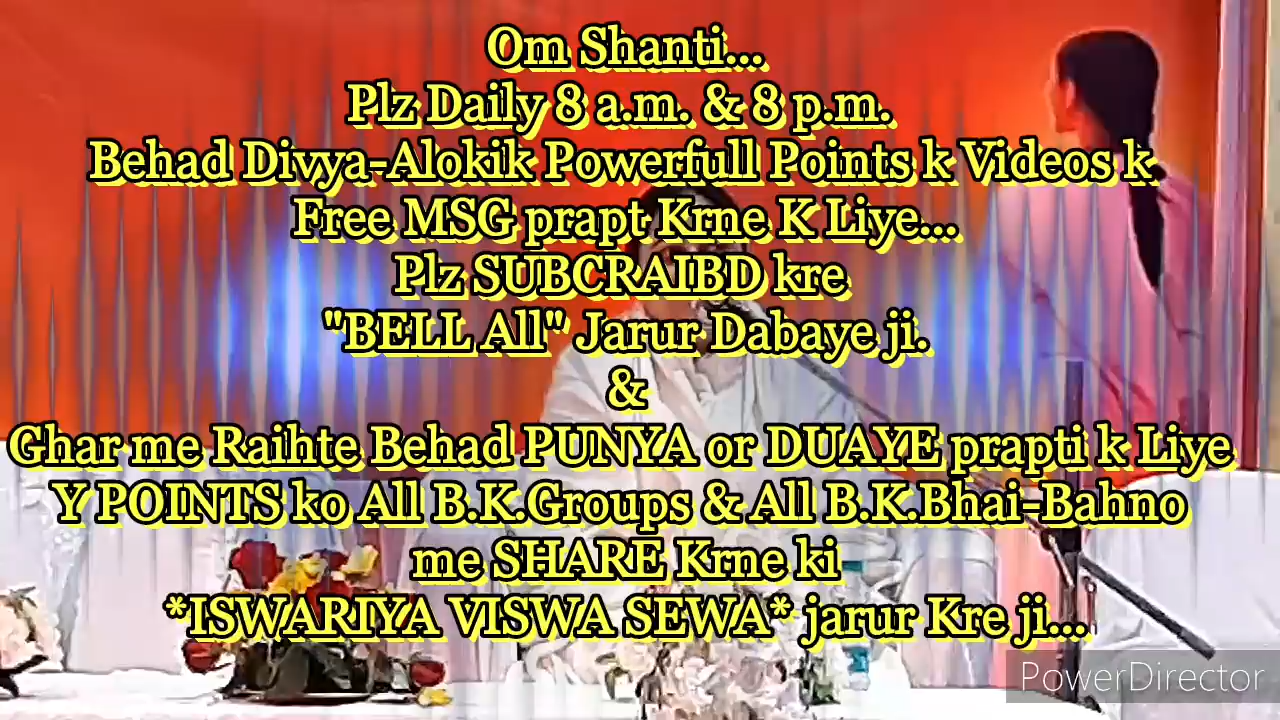 Om Shanti...
Plz Daily 8 a.m. & 8 p.m.
Behad Divya-Alokik Powerfull Points k Videos k
Free MSG prapt Krne K Liye...
Plz SUBCRAIBD kre
"BELL All" Jarur Dabaye ji.
&
Ghar me Raihte Behad PUNYA or DUAYE prapti k Liye
Y POINTS ko All B.K.Groups & All B.K.Bhai-Bahno
me SHARE Krne ki
*ISWARIYA VISWA SEWA* jarur Kre ji...
PowerDirector